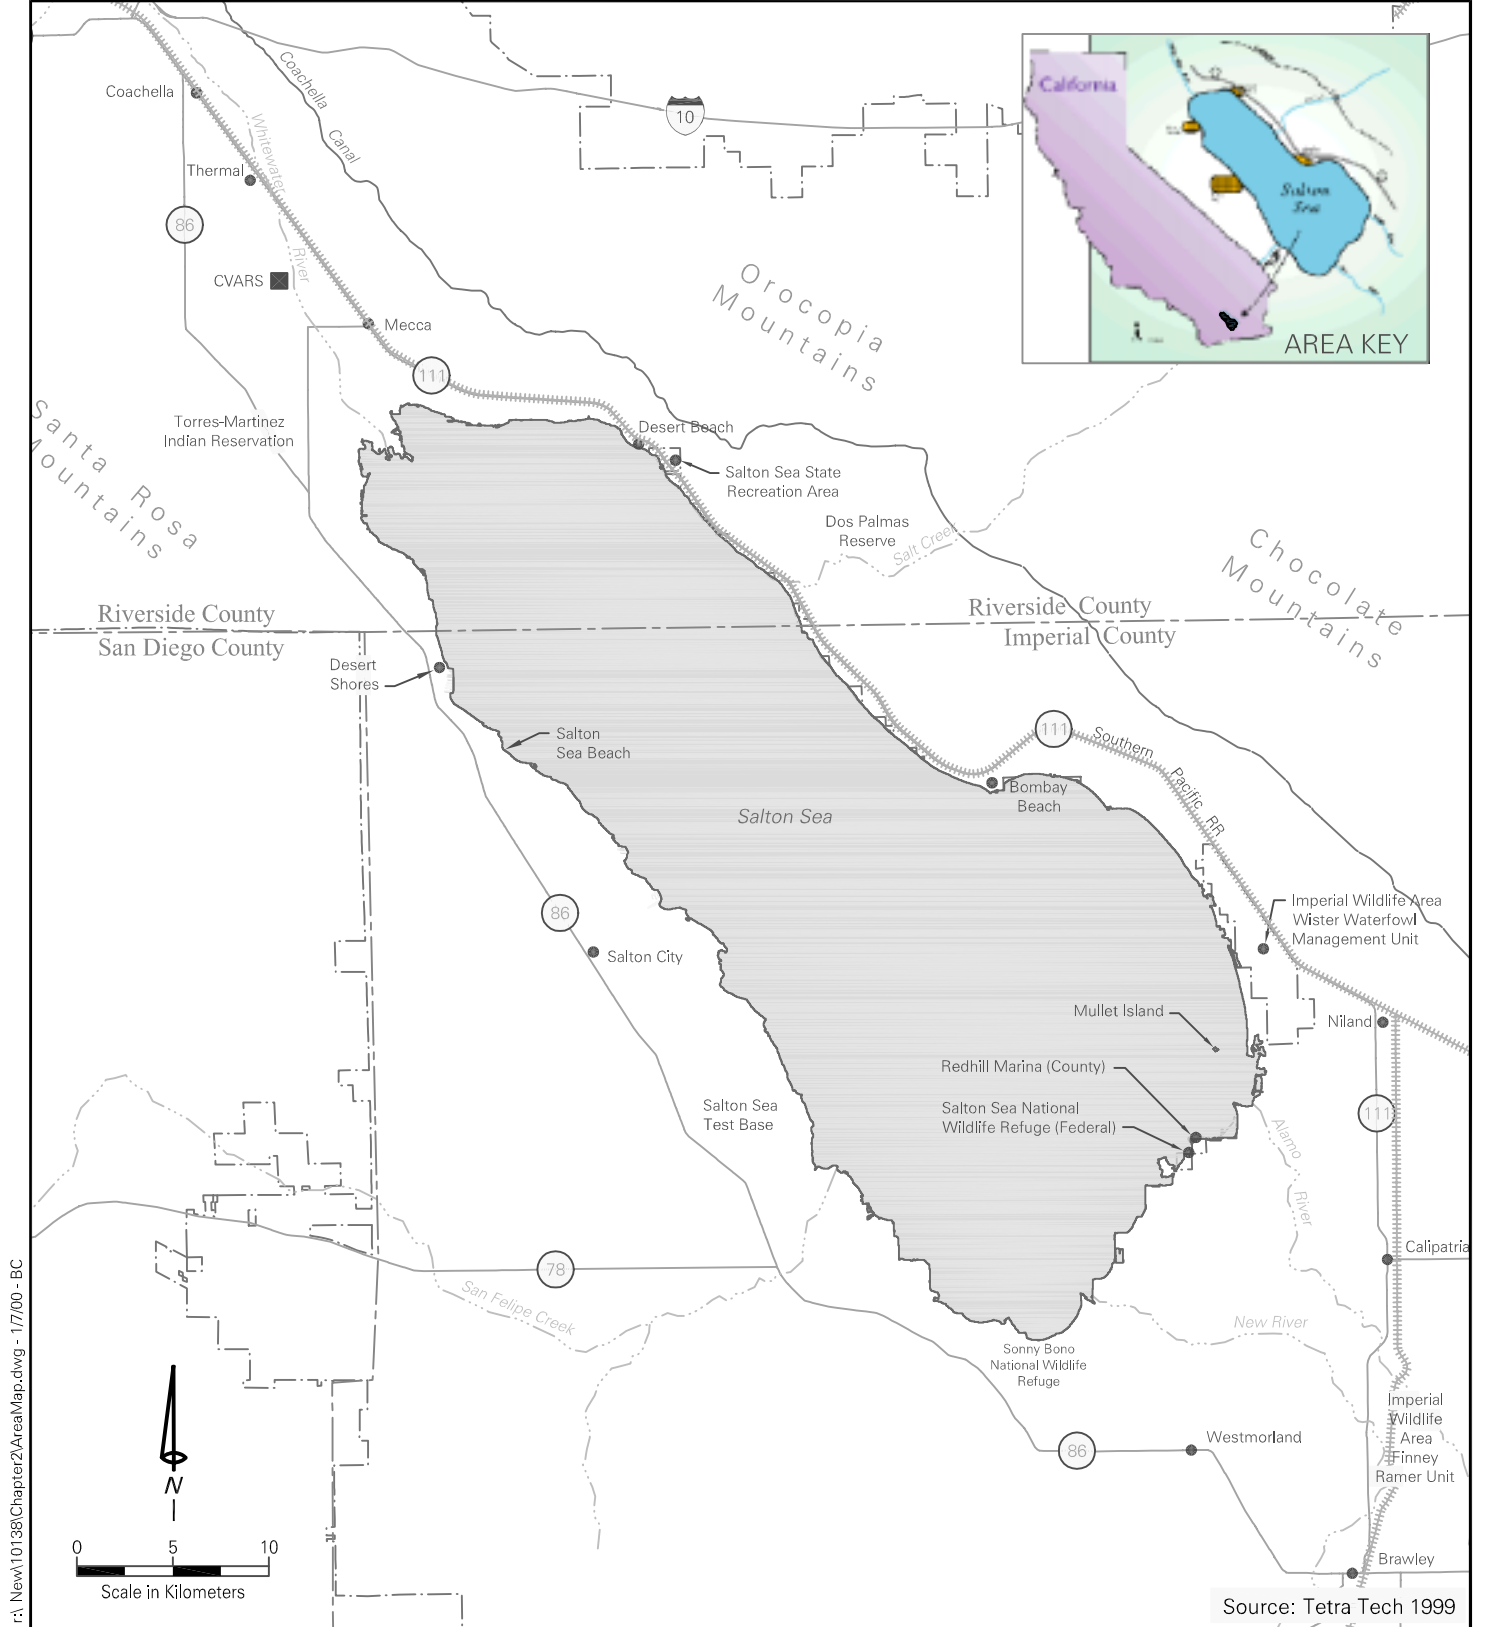 Coachella
Coachella
Canal
10
Whitewater
River
Thermal
86
CVARS
Mecca
111
Orocopia
Mountains
California
Salton
Sea
AREA KEY
Torres-Martinez
Indian Reservation
Santa Rosa
Mountains
Desert Beach
Salton Sea State
Recreation Area
Dos Palmas
Reserve
Salt Creek
Chocolate
Mountains
Riverside County
San Diego County
Riverside County
Imperial County
Desert
Shores
Salton
Sea Beach
111
Southern
Pacific RR
Bombay
Beach
Salton Sea
86
Salton City
Imperial Wildlife Area
Wister Waterfowl
Management Unit
Mullet Island
Niland
Redhill Marina (County)
Salton Sea National
Wildlife Refuge (Federal)
Salton Sea
Test Base
111
Alamo
River
Calipatria
78
San Felipe Creek
New River
Sonny Bono
National Wildlife
Refuge
Imperial
Wildlife
Area
Finney
Ramer Unit
86
Westmorland
Brawley
N
0 5 10
Scale in Kilometers
Source: Tetra Tech 1999
r:\ New\10138\Chapter2\AreaMap.dwg - 1/7/00 - BC